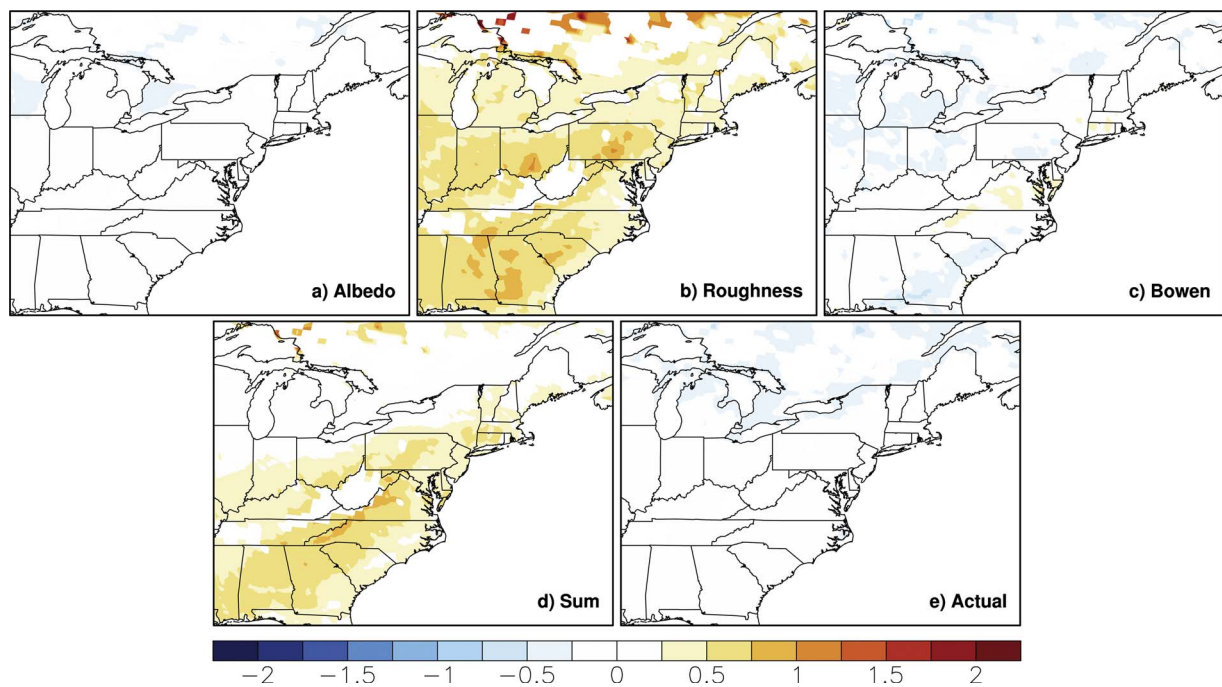 a) Albedo
b) Roughness
c) Bowen
d) Sum
e) Actual
−2 −1.5 −1 −0.5 0 0.5 1 1.5 2